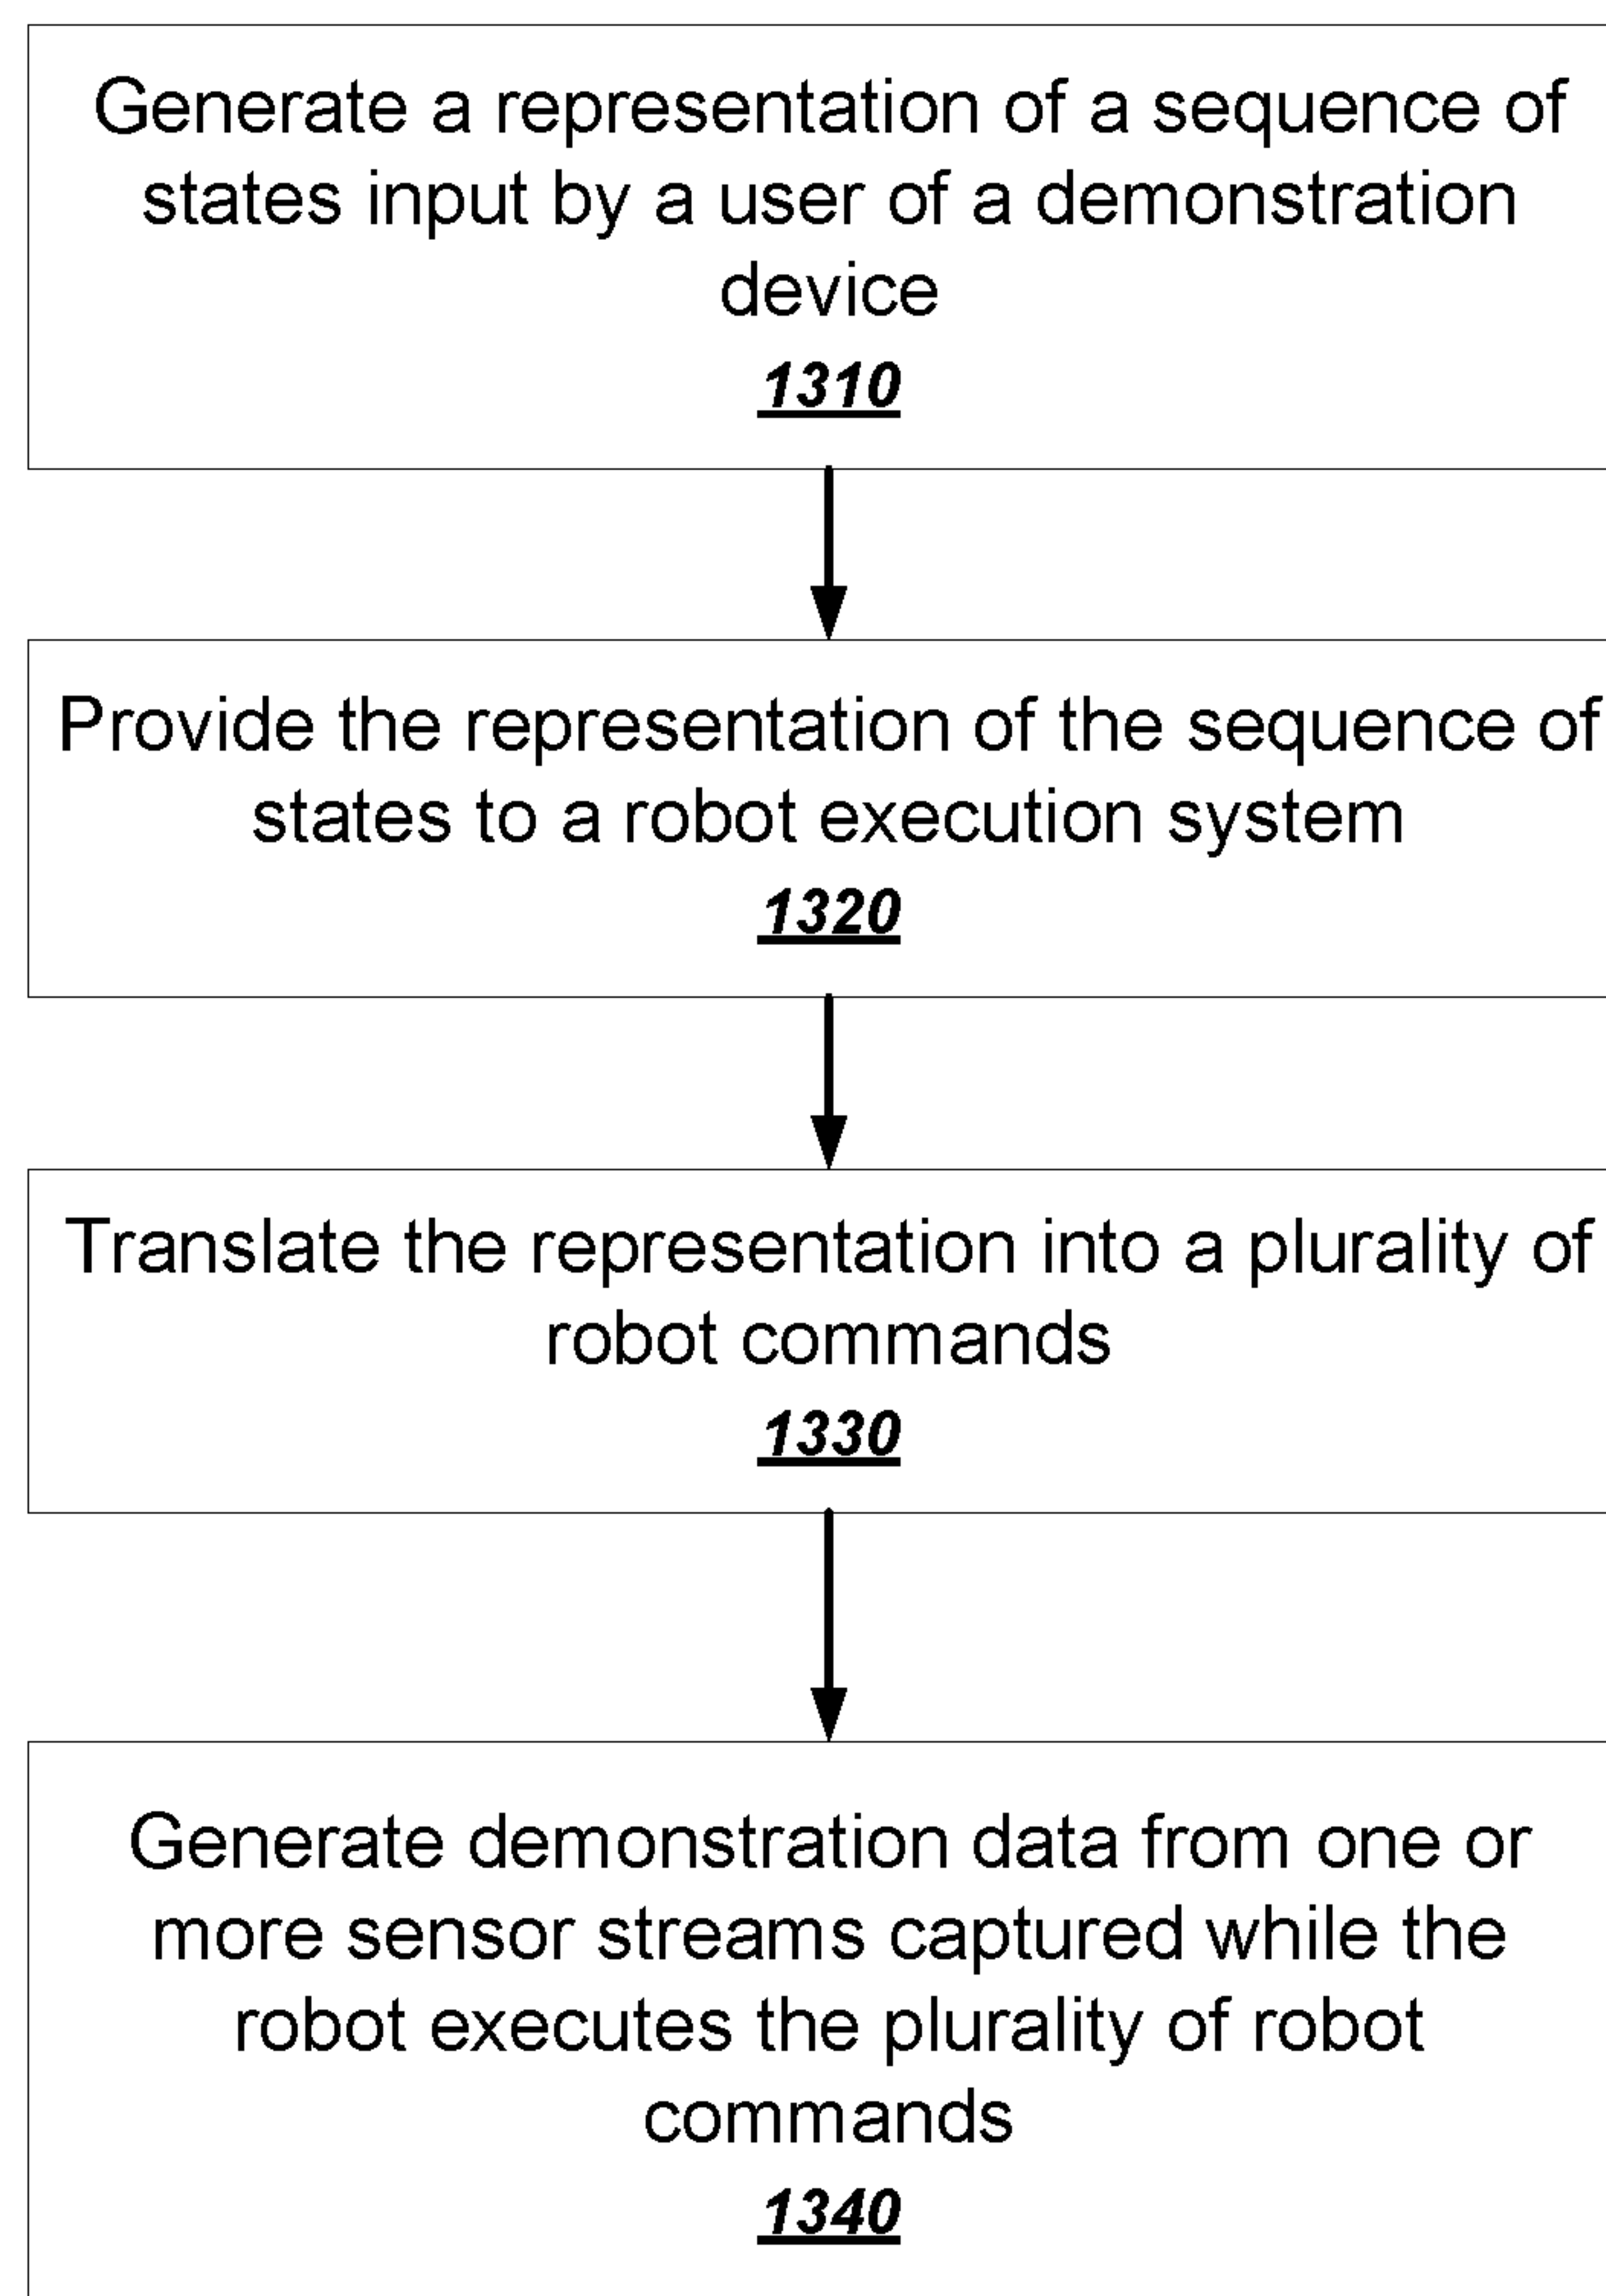 Generate a representation of a sequence of
states input by a user of a demonstration
device
1310
Provide the representation of the sequence of
states to a robot execution system
1320
Translate the representation into a plurality of
robot commands
1330
Generate demonstration data from one or
more sensor streams captured while the
robot executes the plurality of robot
commands
1340